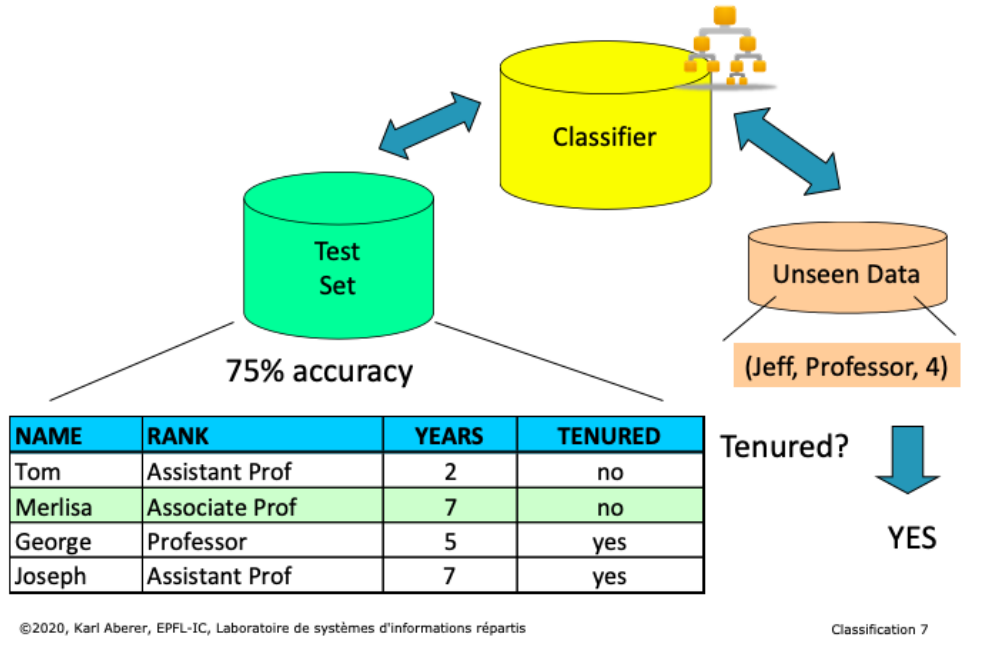 Classifier
Test
Set
Unseen Data
75% accuracy
(Jeff, Professor, 4)
NAME RANK YEARS TENURED
Tom Assistant Prof 2 no
Merlisa Associate Prof 7 no
George Professor 5 yes
Joseph Assistant Prof 7 yes
Tenured?
YES
©2020, Karl Aberer, EPFL-IC, Laboratoire de systèmes d'informations répartis
Classification 7